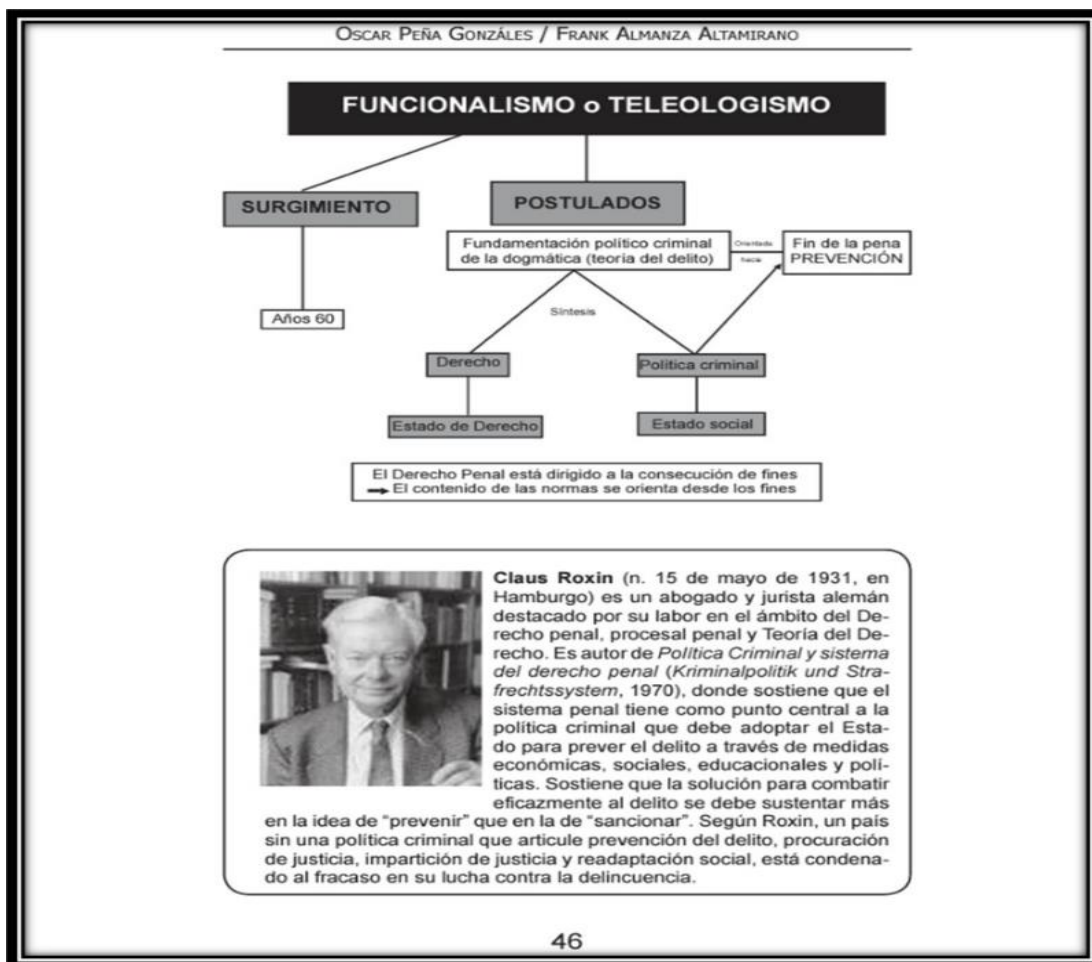 OSCAR PEÑA GONZÁLES / FRANK ALMANZA ALTAMIRANO
FUNCIONALISMO o TELEOLOGISMO
SURGIMIENTO
POSTULADOS
Fundamentación político criminal
de la dogmática (teoría del delito)
Orientada
hacia
Fin de la pena
PREVENCIÓN
Años 60
Síntesis
Derecho
Política criminal
Estado de Derecho
Estado social
El Derecho Penal está dirigido a la consecución de fines
➡ El contenido de las normas se orienta desde los fines
Claus Roxin (n. 15 de mayo de 1931, en
Hamburgo) es un abogado y jurista alemán
destacado por su labor en el ámbito del De-
recho penal, procesal penal y Teoría del De-
recho. Es autor de Política Criminal y sistema
del derecho penal (Kriminalpolitik und Stra-
frechtssystem, 1970), donde sostiene que el
sistema penal tiene como punto central a la
política criminal que debe adoptar el Esta-
do para prever el delito a través de medidas
económicas, sociales, educacionales y polí-
ticas. Sostiene que la solución para combatir
eficazmente al delito se debe sustentar más
en la idea de “prevenir” que en la de “sancionar”. Según Roxin, un país
sin una política criminal que articule prevención del delito, procuración
de justicia, impartición de justicia y readaptación social, está condena-
do al fracaso en su lucha contra la delincuencia.
46